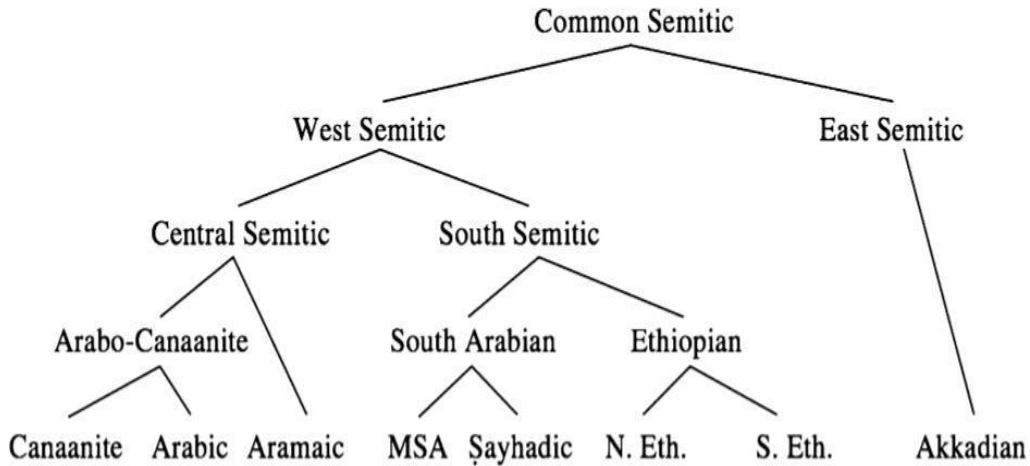 Common Semitic
West Semitic East Semitic
Central Semitic South Semitic
Arabo-Canaanite South Arabian Ethiopian
Canaanite Arabic Aramaic MSA Ṣayhadic N. Eth. S. Eth. Akkadian